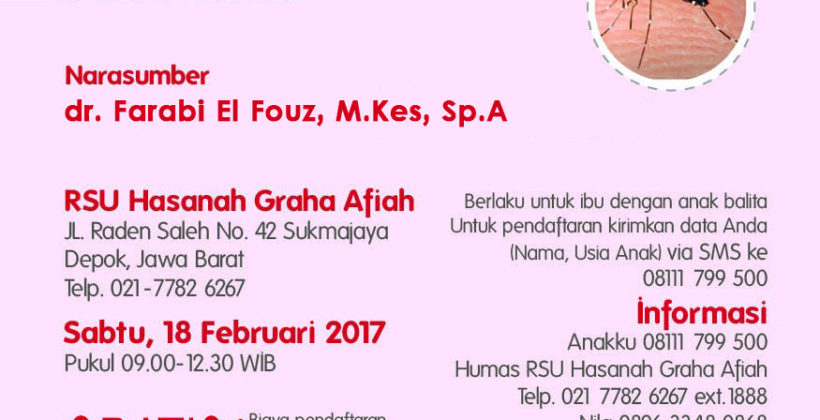 Narasumber
dr. Farabi El Fouz, M.Kes, Sp.A
RSU Hasanah Graha Afiah
JL. Raden Saleh No. 42 Sukmajaya
Depok, Jawa Barat
Telp. 021-7782 6267
Sabtu, 18 Februari 2017
Pukul 09.00-12.30 WIB
Biaya pendaftaran
Berlaku untuk ibu dengan anak balita
Untuk pendaftaran kirimkan data Anda
(Nama, Usia Anak) via SMS ke
08111 799 500
İnformasi
Anakku 08111 799 500
Humas RSU Hasanah Graha Afiah
Telp. 021 7782 6267 ext.1888